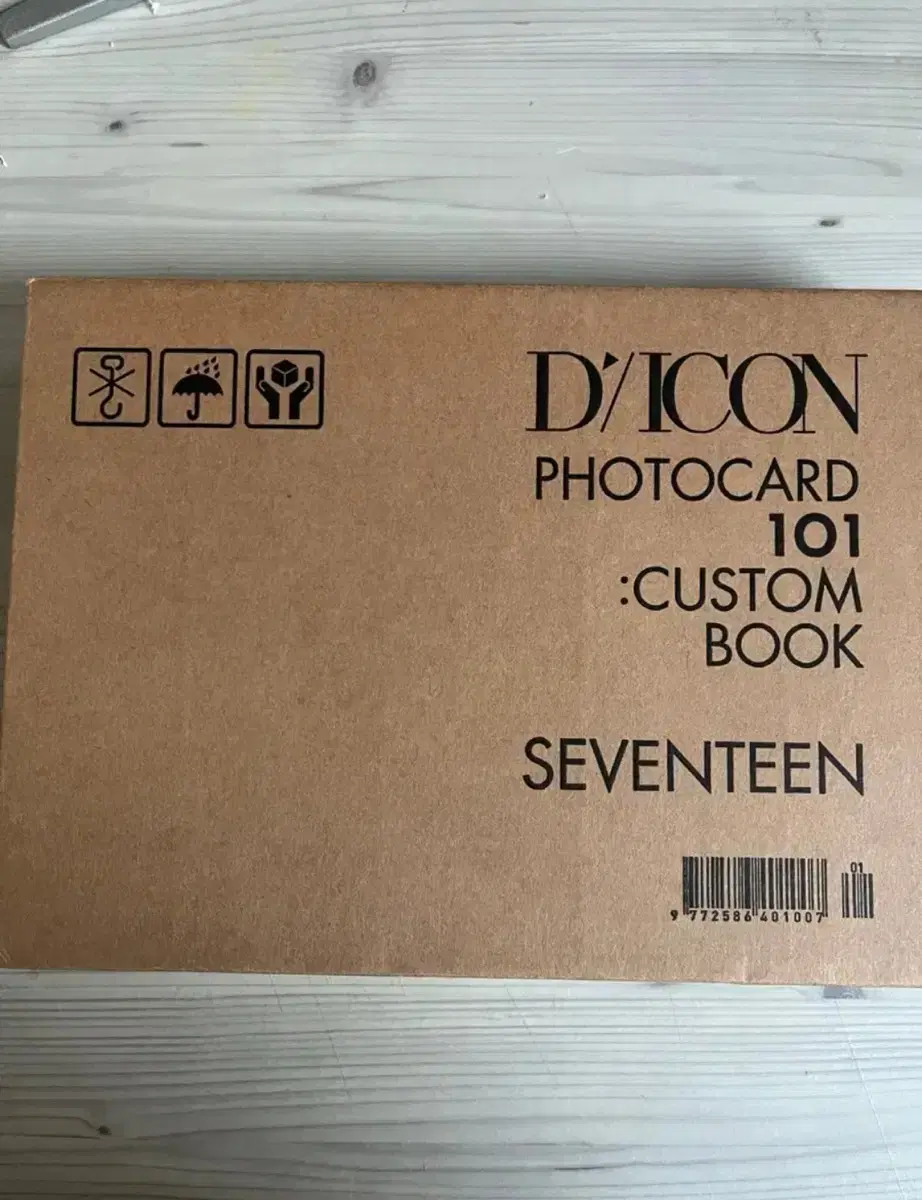 D'/ICON
PHOTOCARD
101
:CUSTOM
BOOK
SEVENTEEN
01
9 772586 401007